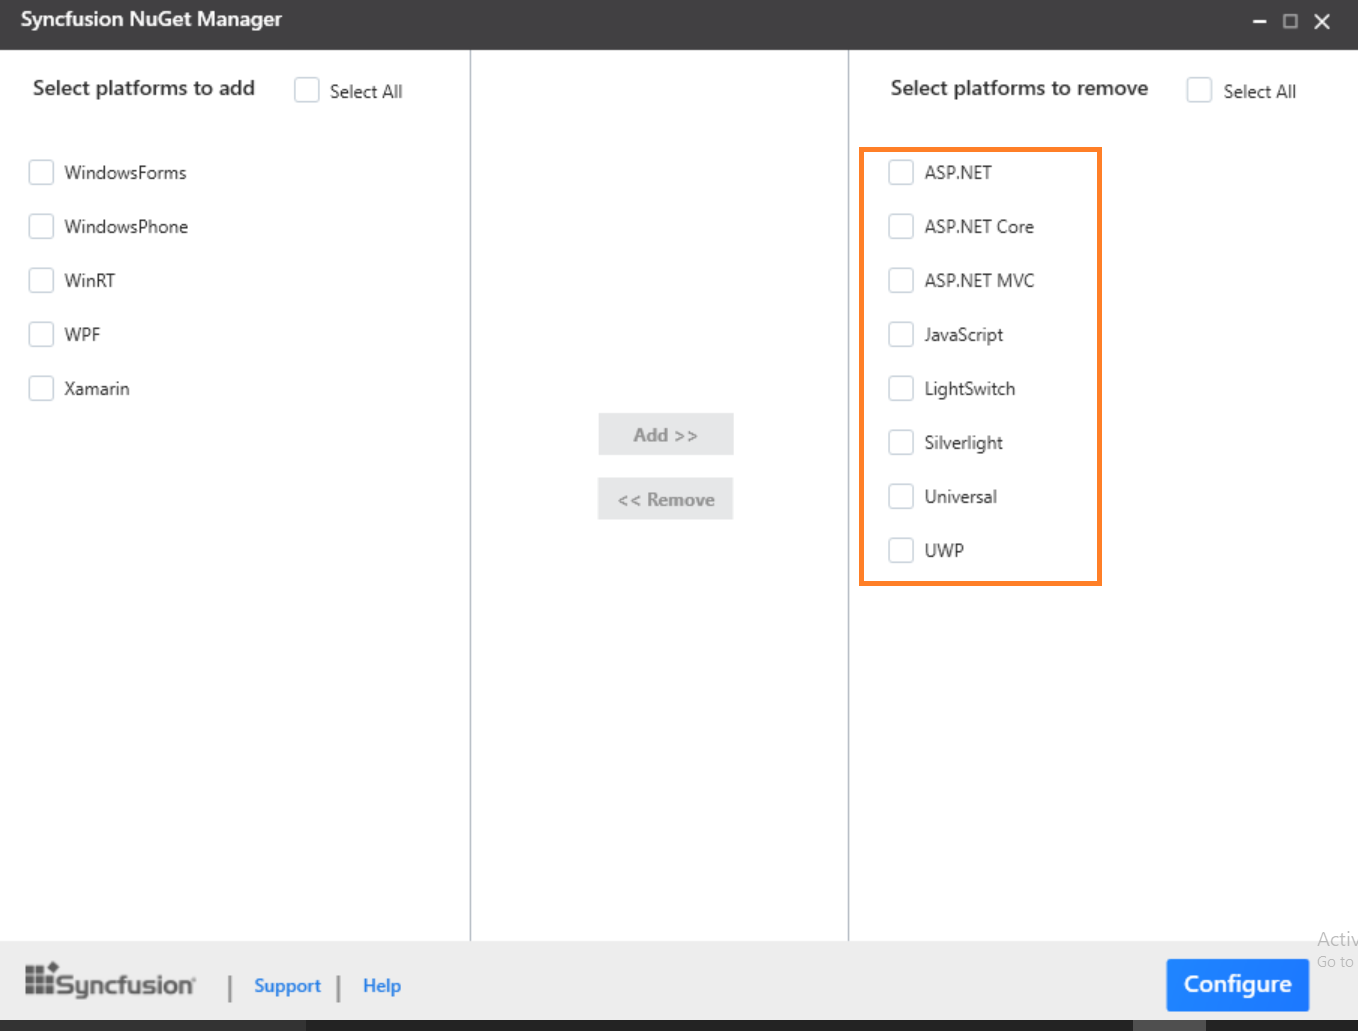 Syncfusion NuGet Manager
Select platforms to add
Select All
WindowsForms
WindowsPhone
WinRT
WPF
Xamarin
Add >>
<< Remove
Select platforms to remove
Select All
ASP.NET
ASP.NET Core
ASP.NET MVC
JavaScript
LightSwitch
Silverlight
Universal
UWP
Activ
Go to
Syncfusion
| Support | Help
Configure